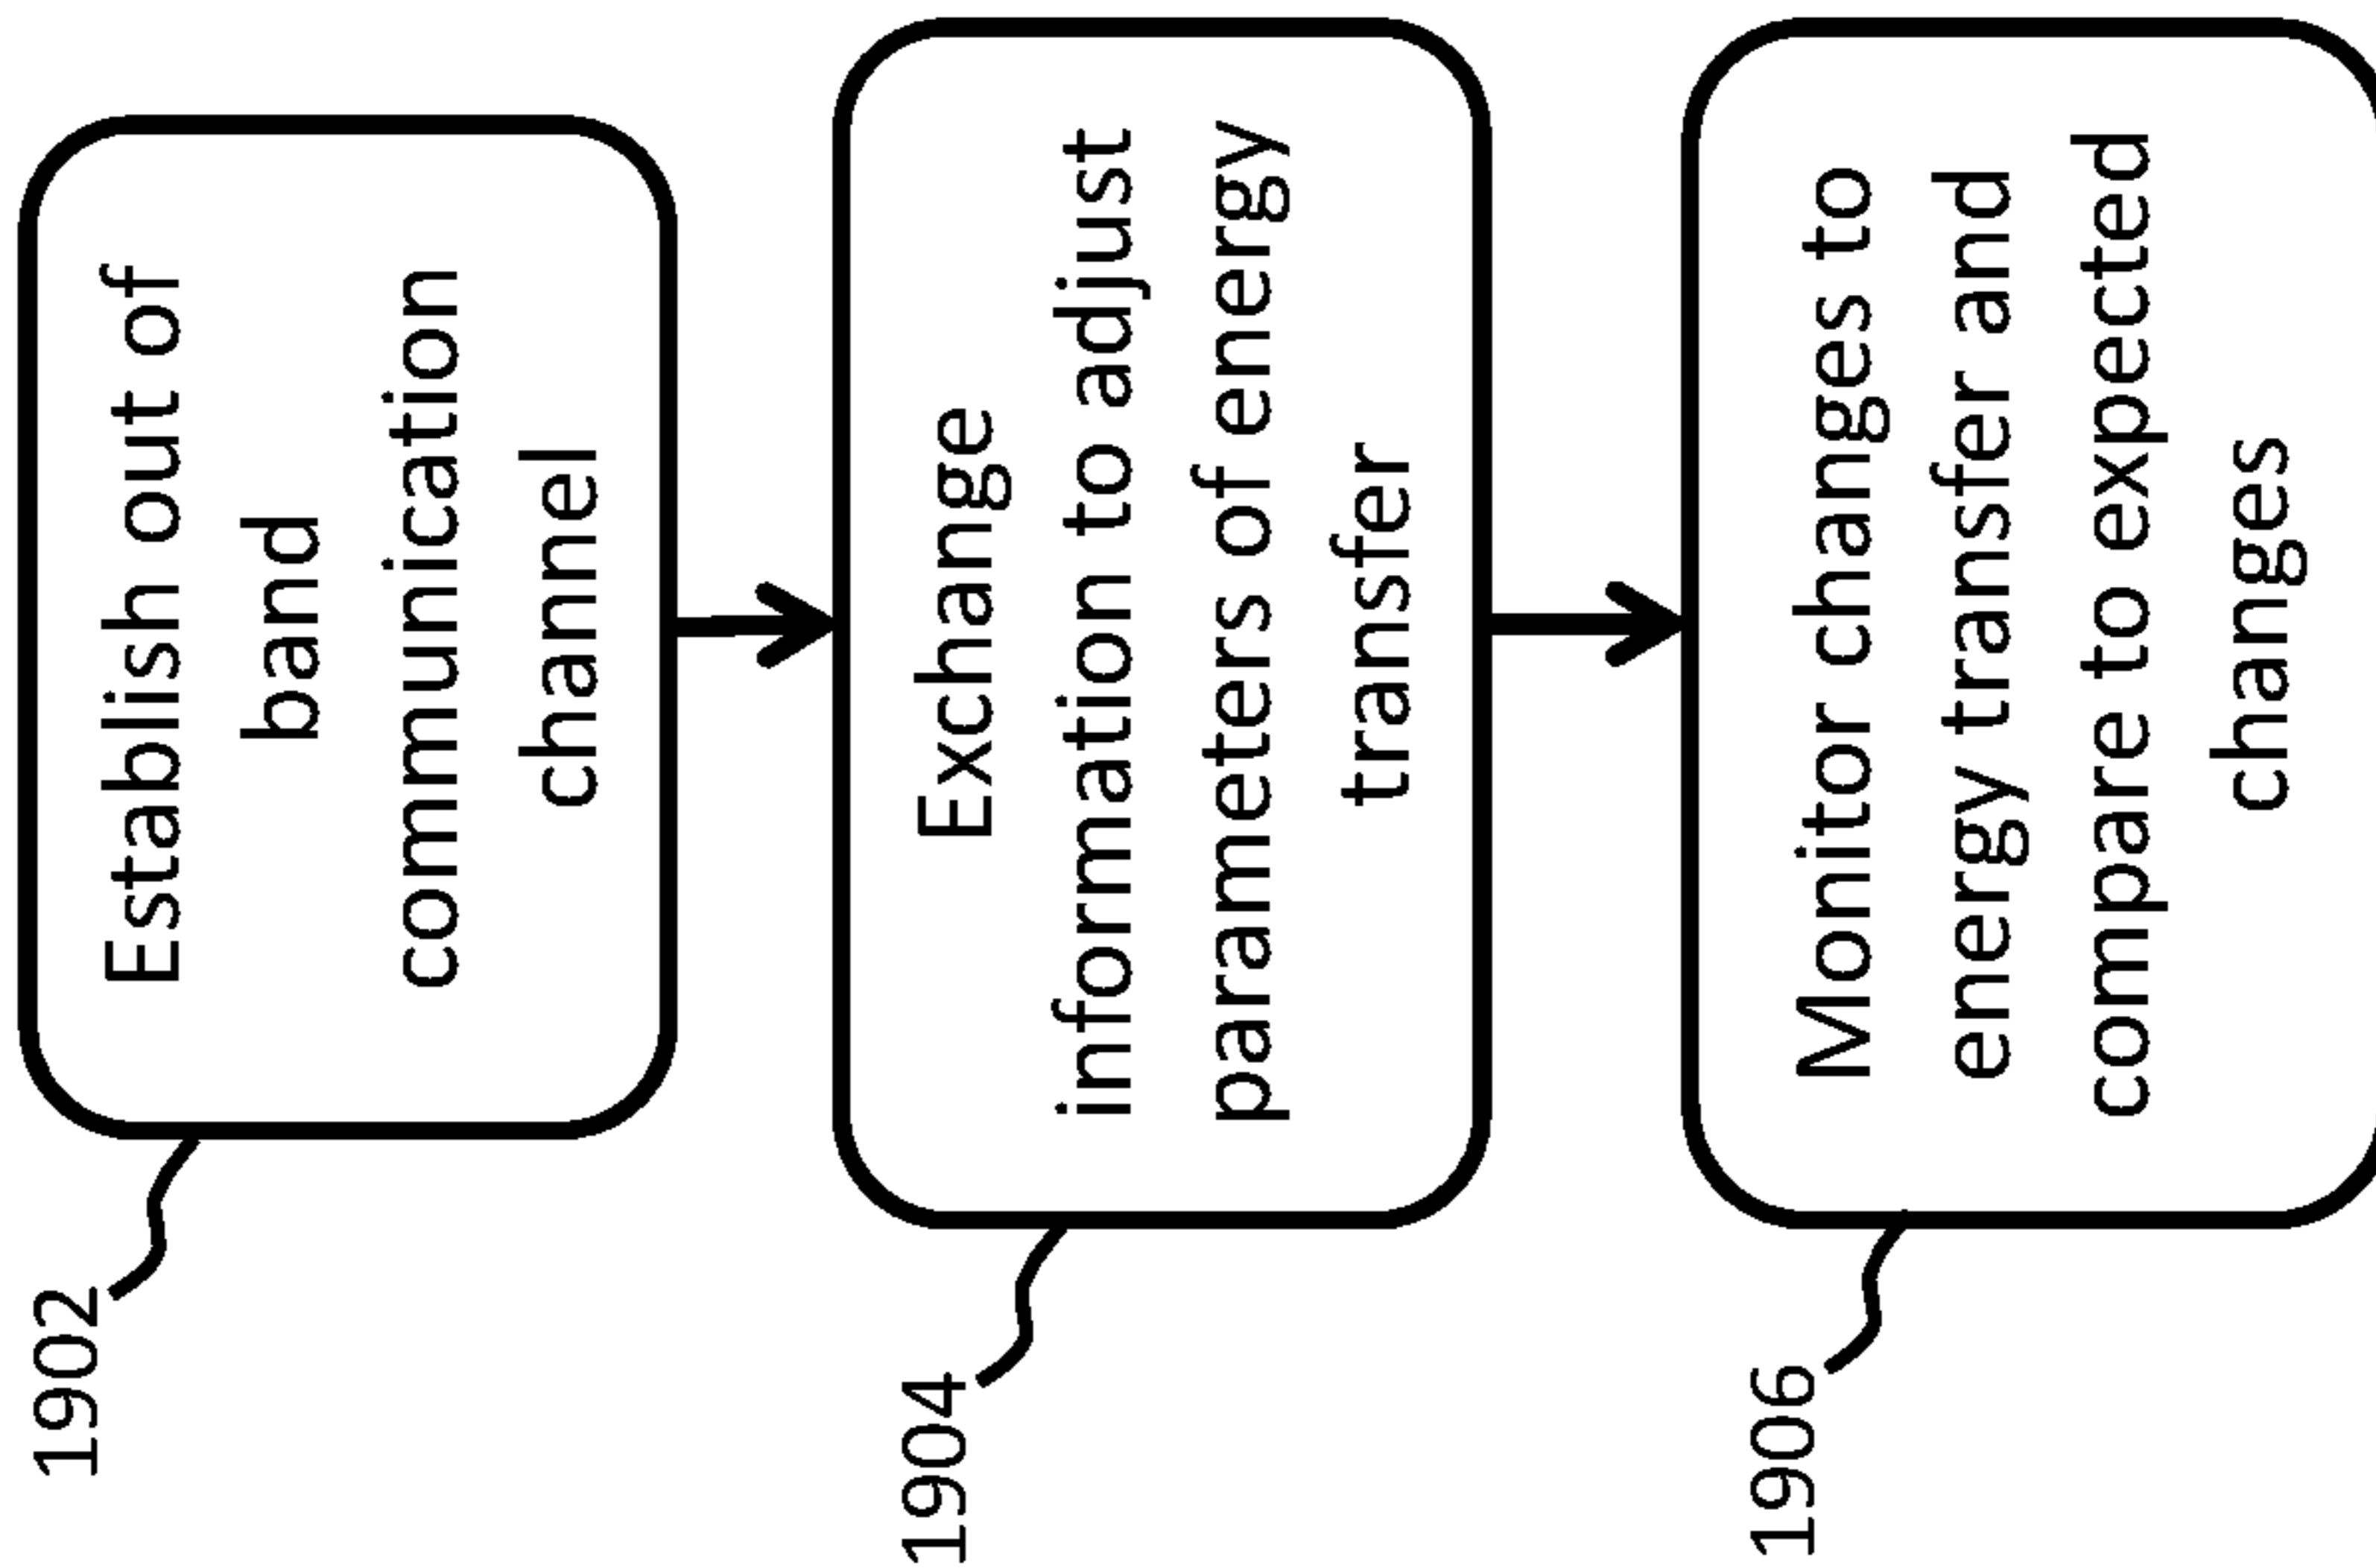 1902
Establish out of
band
communication
channel
1904
Exchange
information to adjust
parameters of energy
transfer
1906
Monitor changes to
energy transfer and
compare to expected
changes